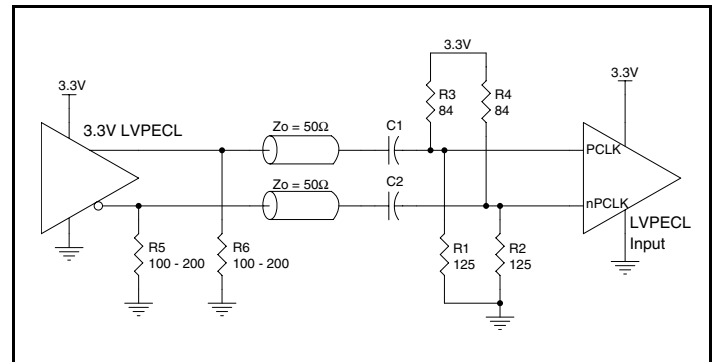 3.3V
3.3V
3.3V
3.3V LVPECL
R3
84
R4
84
Zo = 50Ω
C1
PCLK
Zo = 50Ω
C2
nPCLK
LVPECL
Input
R5
100 - 200
R6
100 - 200
R1
125
R2
125